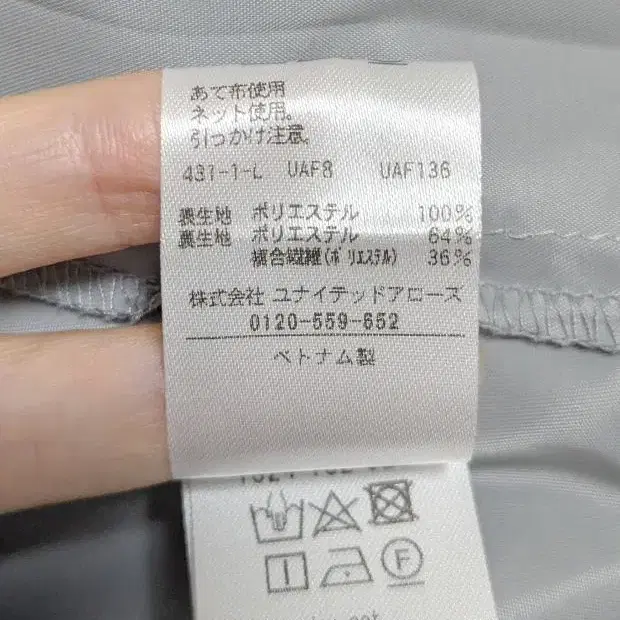 あて布使用
ネット使用。
引っかけ注意。
431-1-L UAF8 UAF136
表生地 ポリエステル 100%
裏生地 ポリエステル 64%
複合繊維(ポリエステル) 36%
株式会社 ユナイテッドアローズ
0120-559-652
ベトナム製
F